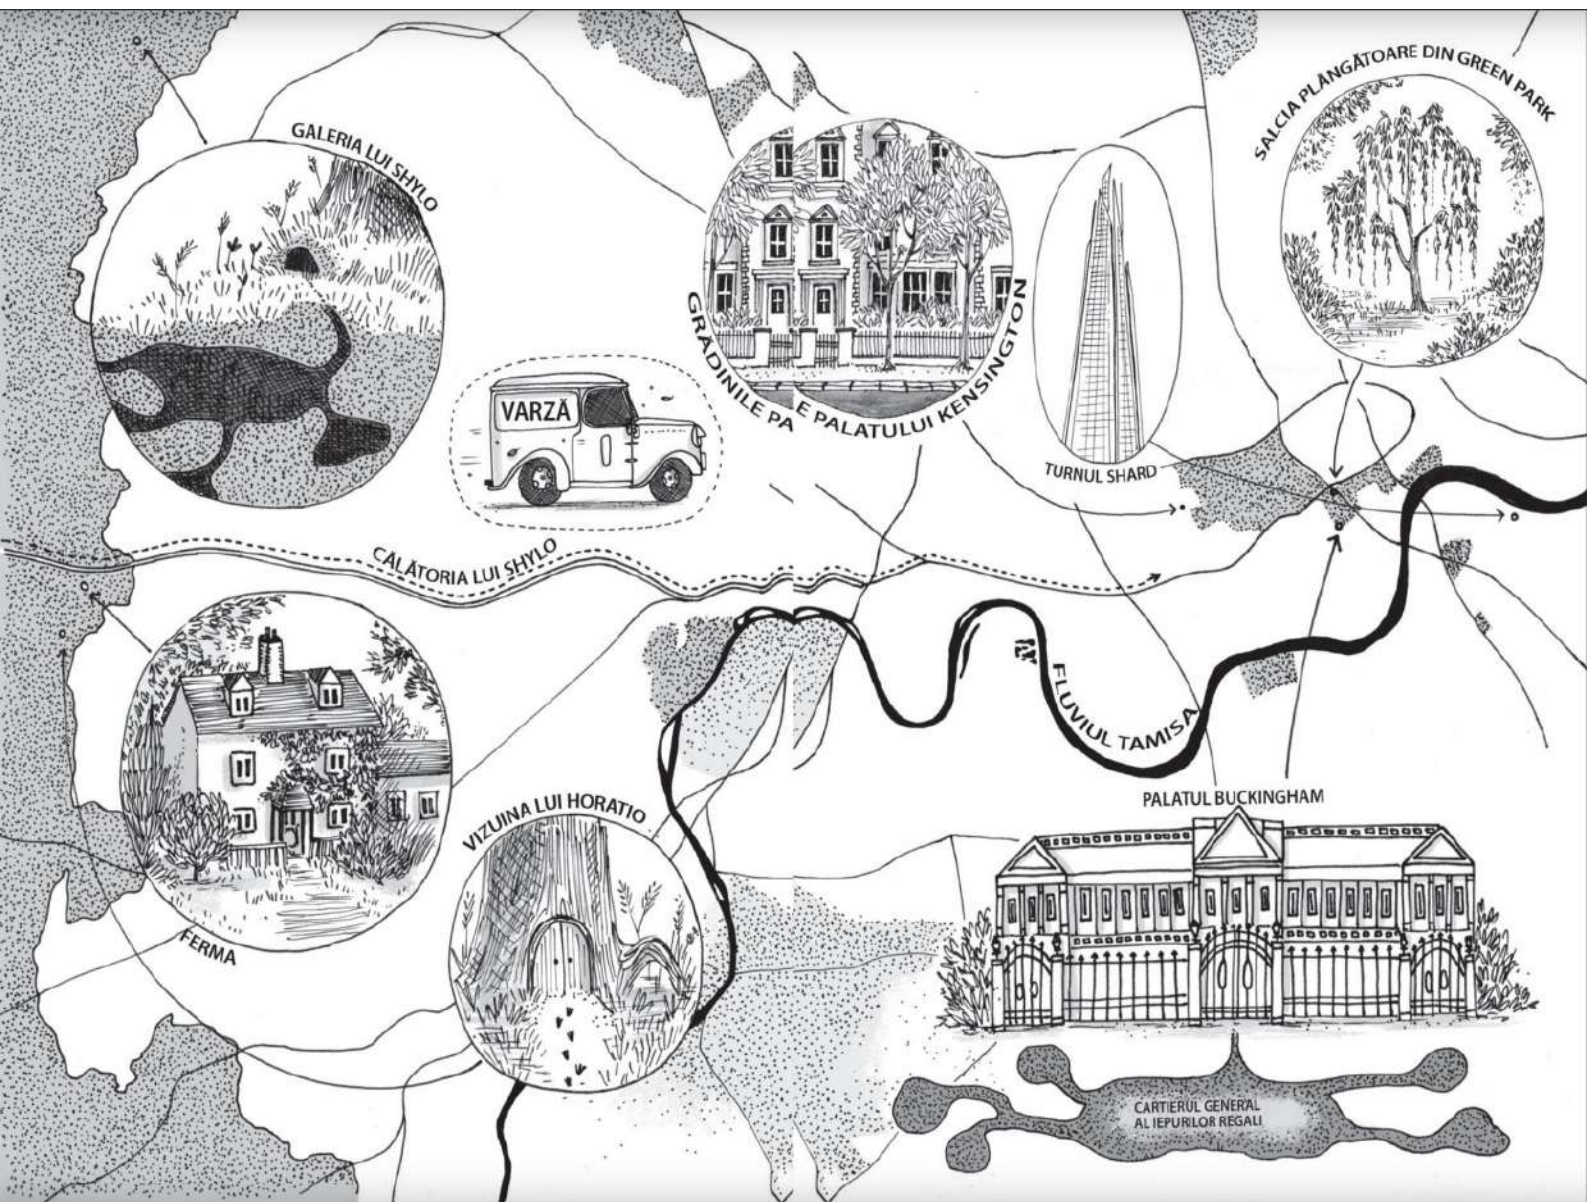 GALERIA LUI SHYLO
SALCIA PLÂNGĂTOARE DIN GREEN PARK
VARZĂ
GRĂDINILE PA
E PALATULUI KENSINGTON
TURNUL SHARD
CĂLĂTORIA LUI SHYLO
FLUVIUL TAMISA
VIZUINA LUI HORATIO
PALATUL BUCKINGHAM
FERMA
CARTIERUL GENERAL
AL IEPURILOR REGALI